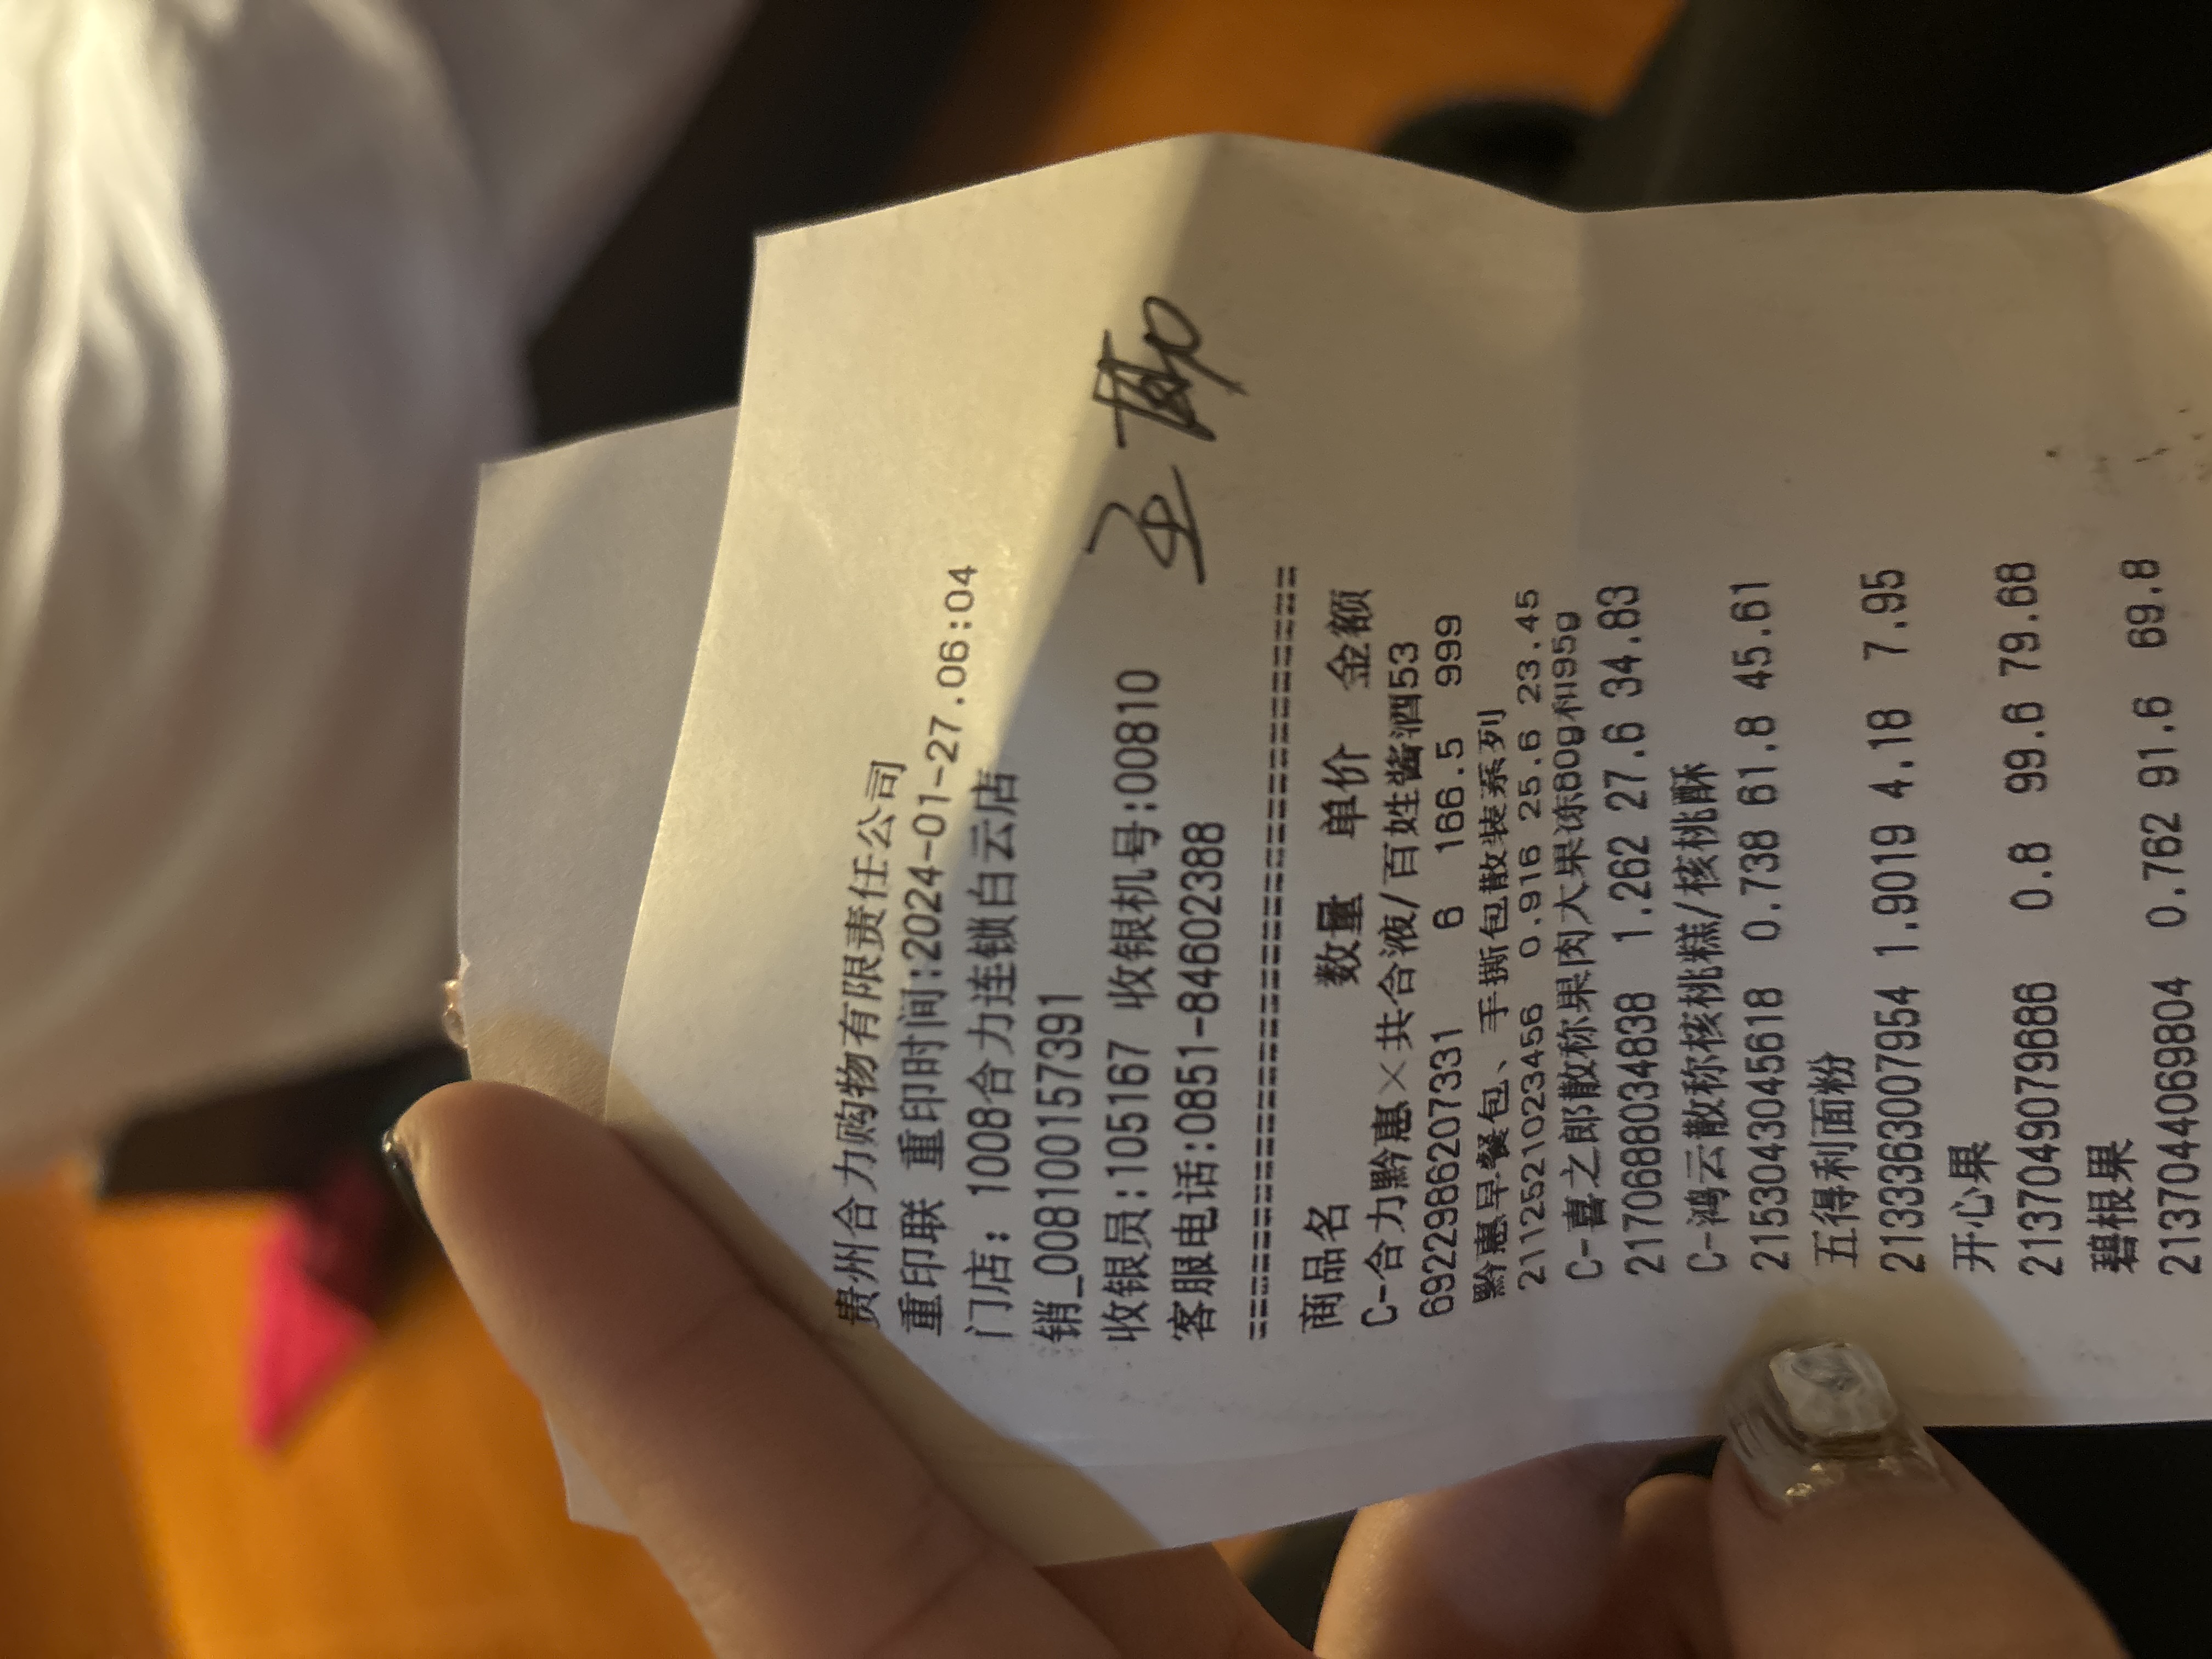 贵州合力购物有限责任公司
重印联 重印时间:2024-01-27.06:04
门店: 1008合力连锁白云店
销_00810015739​1
收银员:105167 收银机号:00810
客服电话:0851-84602388
===============================
商品名 数量 单价 金额
C-合力黔惠×共合液/百姓酱酒53
6922986207331 6 166.5 999
黔惠早餐包、手撕包散装系列
2112521023456 0.916 25.6 23.45
C-喜之郎散称果肉大果冻80g和95g
2170688034838 1.262 27.6 34.83
C-鸿云散称核桃糕/核桃酥
2153043045618 0.738 61.8 45.61
五得利面粉
2133363007954 1.9019 4.18 7.95
开心果
2137049079686 0.8 99.6 79.68
碧根果
2137044069804 0.762 91.6 69.8